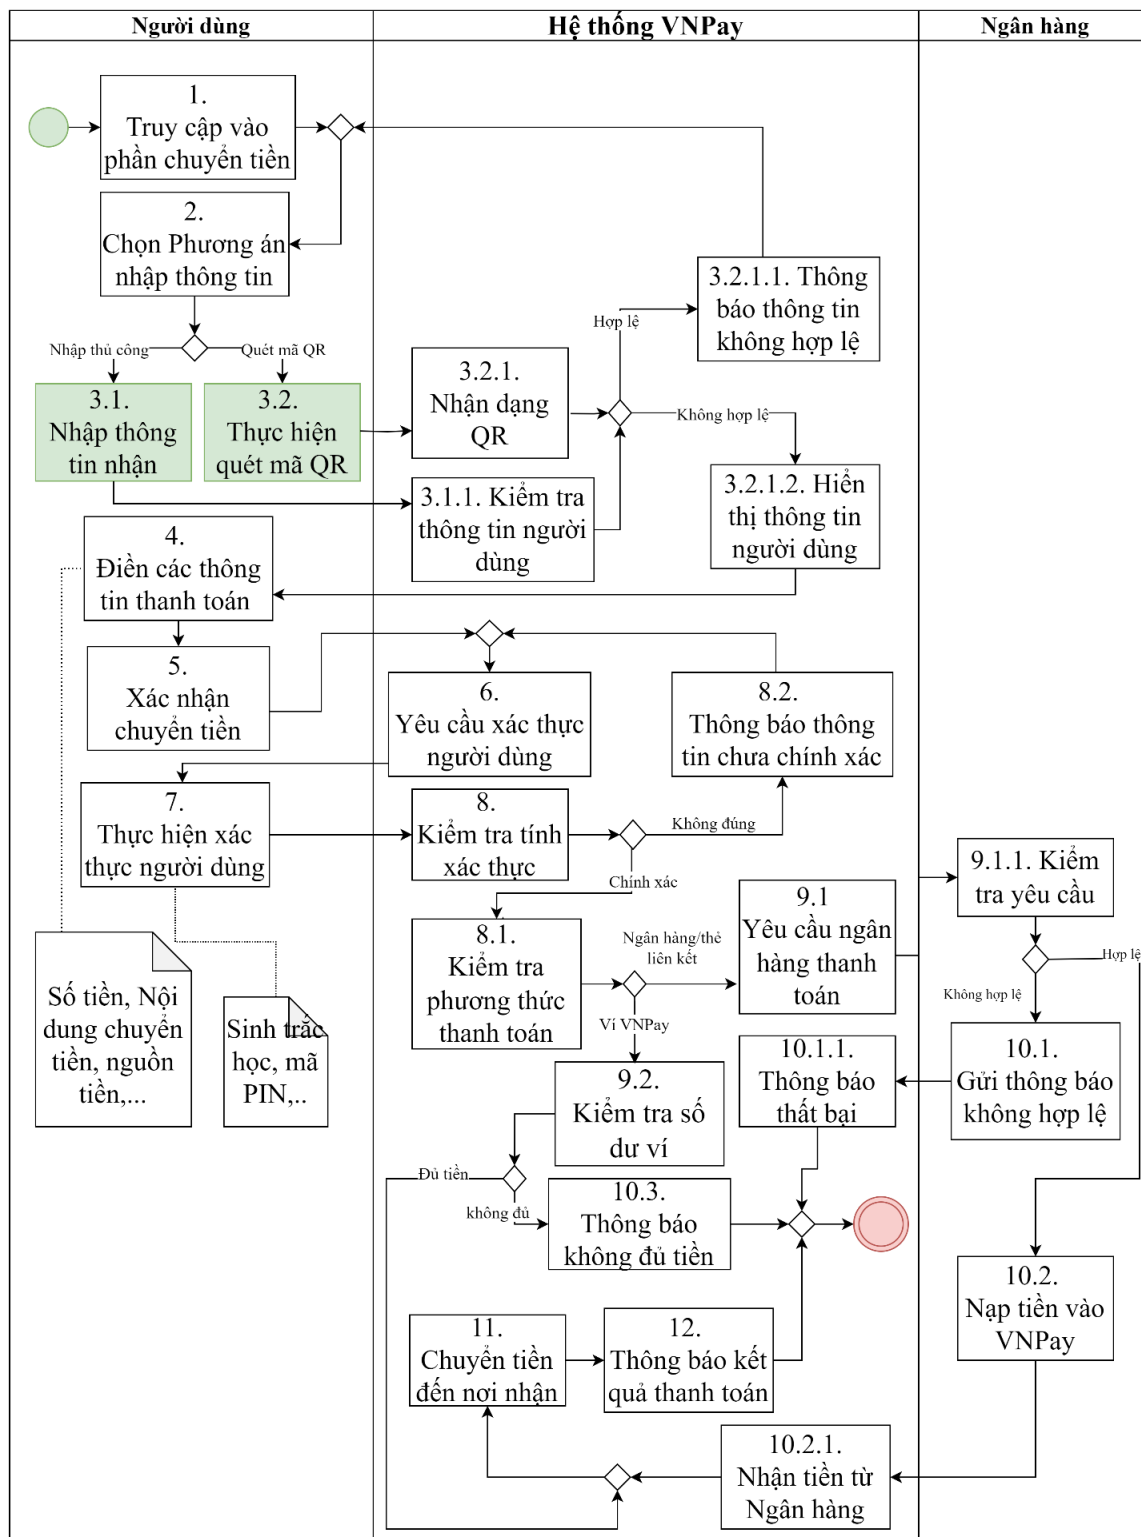 Người dùng
Hệ thống VNPay
Ngân hàng
1.
Truy cập vào
phần chuyển tiền
2.
Chọn Phương án
nhập thông tin
3.2.1.1. Thông
báo thông tin
không hợp lệ
Hợp lệ
Nhập thủ công
Quét mã QR
3.1.
Nhập thông
tin nhận
3.2.
Thực hiện
quét mã QR
3.2.1.
Nhận dạng
QR
Không hợp lệ
3.1.1. Kiểm tra
thông tin người
dùng
3.2.1.2. Hiển
thị thông tin
người dùng
4.
Điền các thông
tin thanh toán
5.
Xác nhận
chuyển tiền
6.
Yêu cầu xác thực
người dùng
8.2.
Thông báo thông
tin chưa chính xác
7.
Thực hiện xác
thực người dùng
8.
Kiểm tra tính
xác thực
Không đúng
Chính xác
9.1.1. Kiểm
tra yêu cầu
8.1.
Kiểm tra
phương thức
thanh toán
Ngân hàng/thẻ
liên kết
9.1
Yêu cầu ngân
hàng thanh
toán
Hợp lệ
Không hợp lệ
Số tiền, Nội
dung chuyển
tiền, nguồn
tiền,...
Sinh trắc
học, mã
PIN,..
Ví VNPay
9.2.
Kiểm tra số
dư ví
10.1.1.
Thông báo
thất bại
10.1.
Gửi thông báo
không hợp lệ
Đủ tiền
không đủ
10.3.
Thông báo
không đủ tiền
10.2.
Nạp tiền vào
VNPay
11.
Chuyển tiền
đến nơi nhận
12.
Thông báo kết
quả thanh toán
10.2.1.
Nhận tiền từ
Ngân hàng